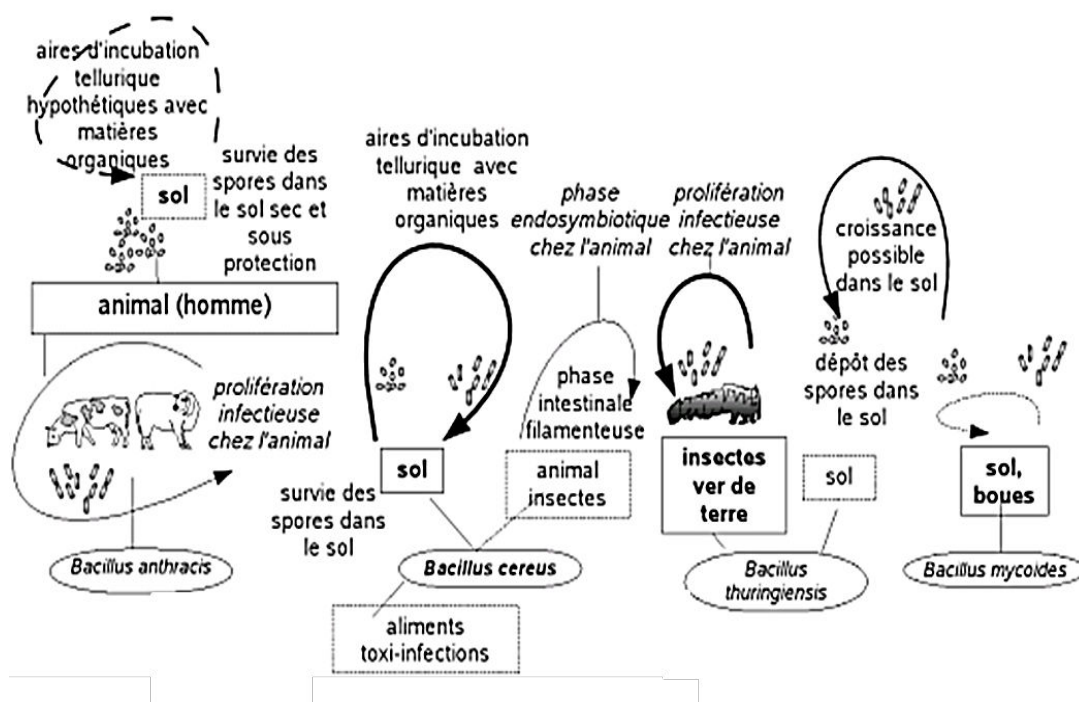 aires d'incubation
tellurique
hypothétiques avec
matières
organiques
sol
survie des
spores dans
le sol sec et
sous
protection
animal (homme)
prolifération
infectieuse
chez l'animal
Bacillus anthracis
aires d'incubation
tellurique avec
matières
organiques
sol
survie des
spores dans
le sol
phase
endosymbiotique
chez l'animal
phase
intestinale
filamenteuse
animal
insectes
Bacillus cereus
aliments
toxi-infections
prolifération
infectieuse
chez l'animal
insectes
ver de
terre
croissance
possible
dans le sol
dépôt des
spores dans
le sol
sol
Bacillus
thuringiensis
sol,
boues
Bacillus mycoides